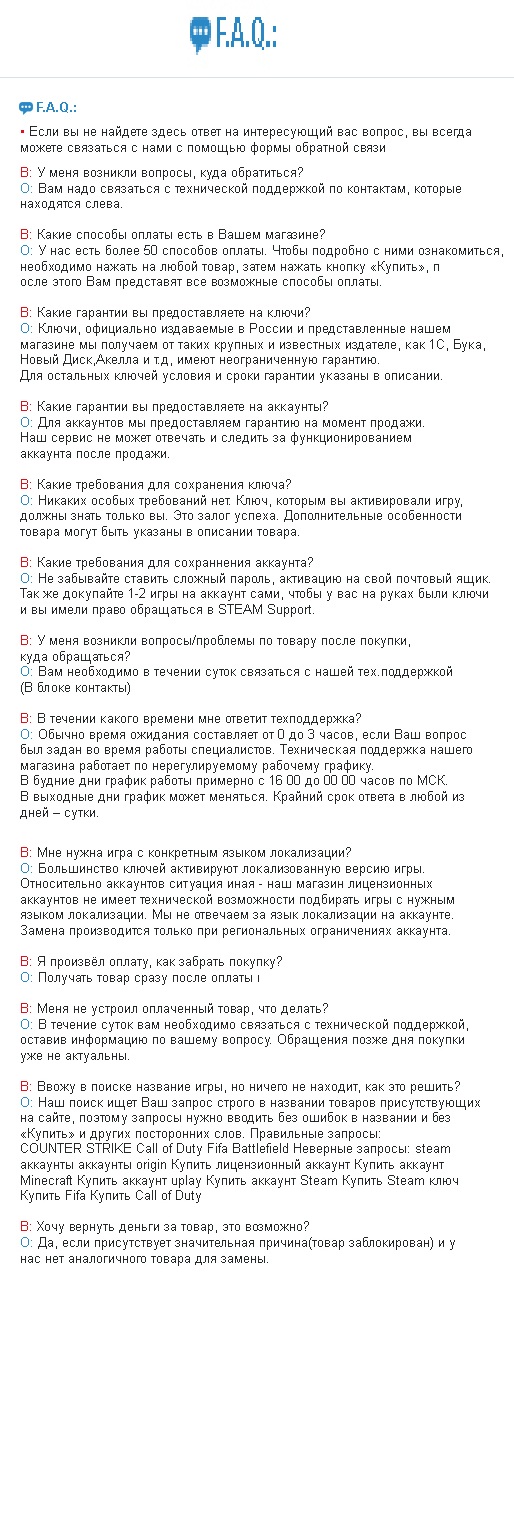 F.A.Q.:
F.A.Q.:
• Если вы не найдете здесь ответ на интересующий вас вопрос, вы всегда
можете связаться с нами с помощью формы обратной связи
В: У меня возникли вопросы, куда обратиться?
О: Вам надо связаться с технической поддержкой по контактам, которые
находятся слева.
В: Какие способы оплаты есть в Вашем магазине?
О: У нас есть более 50 способов оплаты. Чтобы подробно с ними ознакомиться,
необходимо нажать на любой товар, затем нажать кнопку «Купить», п
осле этого Вам представят все возможные способы оплаты.
В: Какие гарантии вы предоставляете на ключи?
О: Ключи, официально издаваемые в России и представленные нашем
магазине мы получаем от таких крупных и известных издателе, как 1С, Бука,
Новый Диск,Акелла и т.д, имеют неограниченную гарантию.
Для остальных ключей условия и сроки гарантии указаны в описании.
В: Какие гарантии вы предоставляете на аккаунты?
О: Для аккаунтов мы предоставляем гарантию на момент продажи.
Наш сервис не может отвечать и следить за функционированием
аккаунта после продажи.
В: Какие требования для сохранения ключа?
О: Никаких особых требований нет. Ключ, которым вы активировали игру,
должны знать только вы. Это залог успеха. Дополнительные особенности
товара могут быть указаны в описании товара.
В: Какие требования для сохраннения аккаунта?
О: Не забывайте ставить сложный пароль, активацию на свой почтовый ящик.
Так же докупайте 1-2 игры на аккаунт сами, чтобы у вас на руках были ключи
и вы имели право обращаться в STEAM Support.
В: У меня возникли вопросы/проблемы по товару после покупки,
куда обращаться?
О: Вам необходимо в течении суток связаться с нашей тех.поддержкой
(В блоке контакты)
В: В течении какого времени мне ответит техподдержка?
О: Обычно время ожидания составляет от 0 до 3 часов, если Ваш вопрос
был задан во время работы специалистов. Техническая поддержка нашего
магазина работает по нерегулируемому рабочему графику.
В будние дни график работы примерно с 16 00 до 00 00 часов по МСК.
В выходные дни график может меняться. Крайний срок ответа в любой из
дней – сутки.
В: Мне нужна игра с конкретным языком локализации?
О: Большинство ключей активируют локализованную версию игры.
Относительно аккаунтов ситуация иная - наш магазин лицензионных
аккаунтов не имеет технической возможности подбирать игры с нужным
языком локализации. Мы не отвечаем за язык локализации на аккаунте.
Замена производится только при региональных ограничениях аккаунта.
В: Я произвёл оплату, как забрать покупку?
О: Получать товар сразу после оплаты
В: Меня не устроил оплаченный товар, что делать?
О: В течение суток вам необходимо связаться с технической поддержкой,
оставив информацию по вашему вопросу. Обращения позже дня покупки
уже не актуальны.
В: Ввожу в поиске название игры, но ничего не находит, как это решить?
О: Наш поиск ищет Ваш запрос строго в названии товаров присутствующих
на сайте, поэтому запросы нужно вводить без ошибок в названии и без
«Купить» и других посторонних слов. Правильные запросы:
COUNTER STRIKE Call of Duty Fifa Battlefield Неверные запросы: steam
аккаунты аккаунты origin Купить лицензионный аккаунт Купить аккаунт
Minecraft Купить аккаунт uplay Купить аккаунт Steam Купить Steam ключ
Купить Fifa Купить Call of Duty
В: Хочу вернуть деньги за товар, это возможно?
О: Да, если присутствует значительная причина(товар заблокирован) и у
нас нет аналогичного товара для замены.